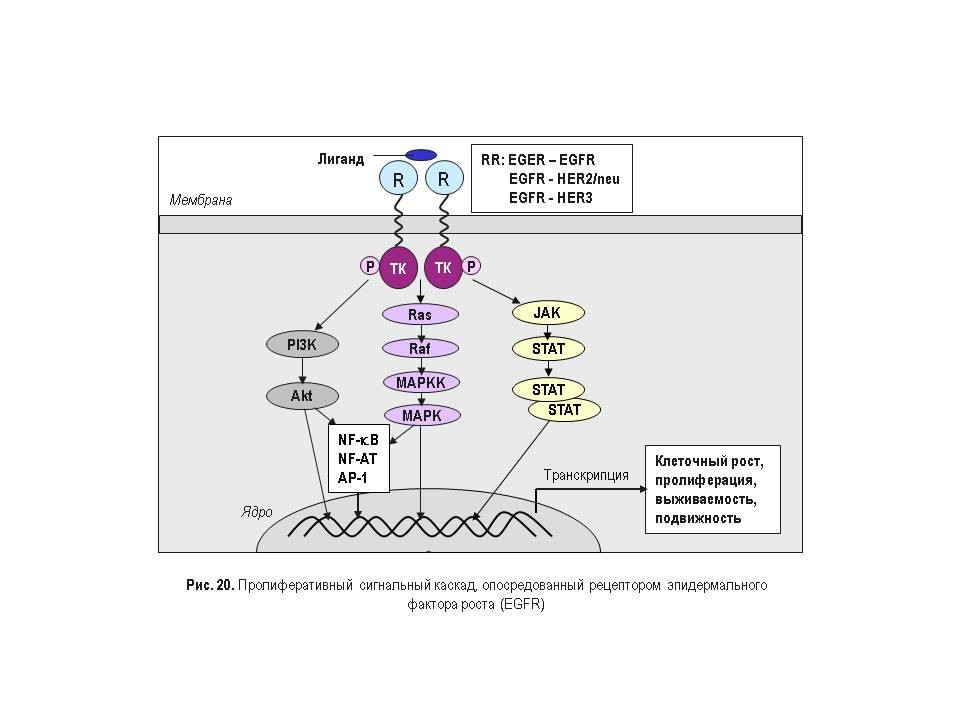 Лиганд
RR: EGER – EGFR
EGFR - HER2/neu
EGFR - HER3
R
R
Мембрана
P
ТК
ТК
P
Ras
JAK
PI3K
Raf
STAT
MAPKK
Akt
STAT
MAPK
STAT
NF-κB
NF-AT
AP-1
Транскрипция
Клеточный рост,
пролиферация,
выживаемость,
подвижность
Ядро
Рис. 20. Пролиферативный сигнальный каскад, опосредованный рецептором эпидермального
фактора роста (EGFR)